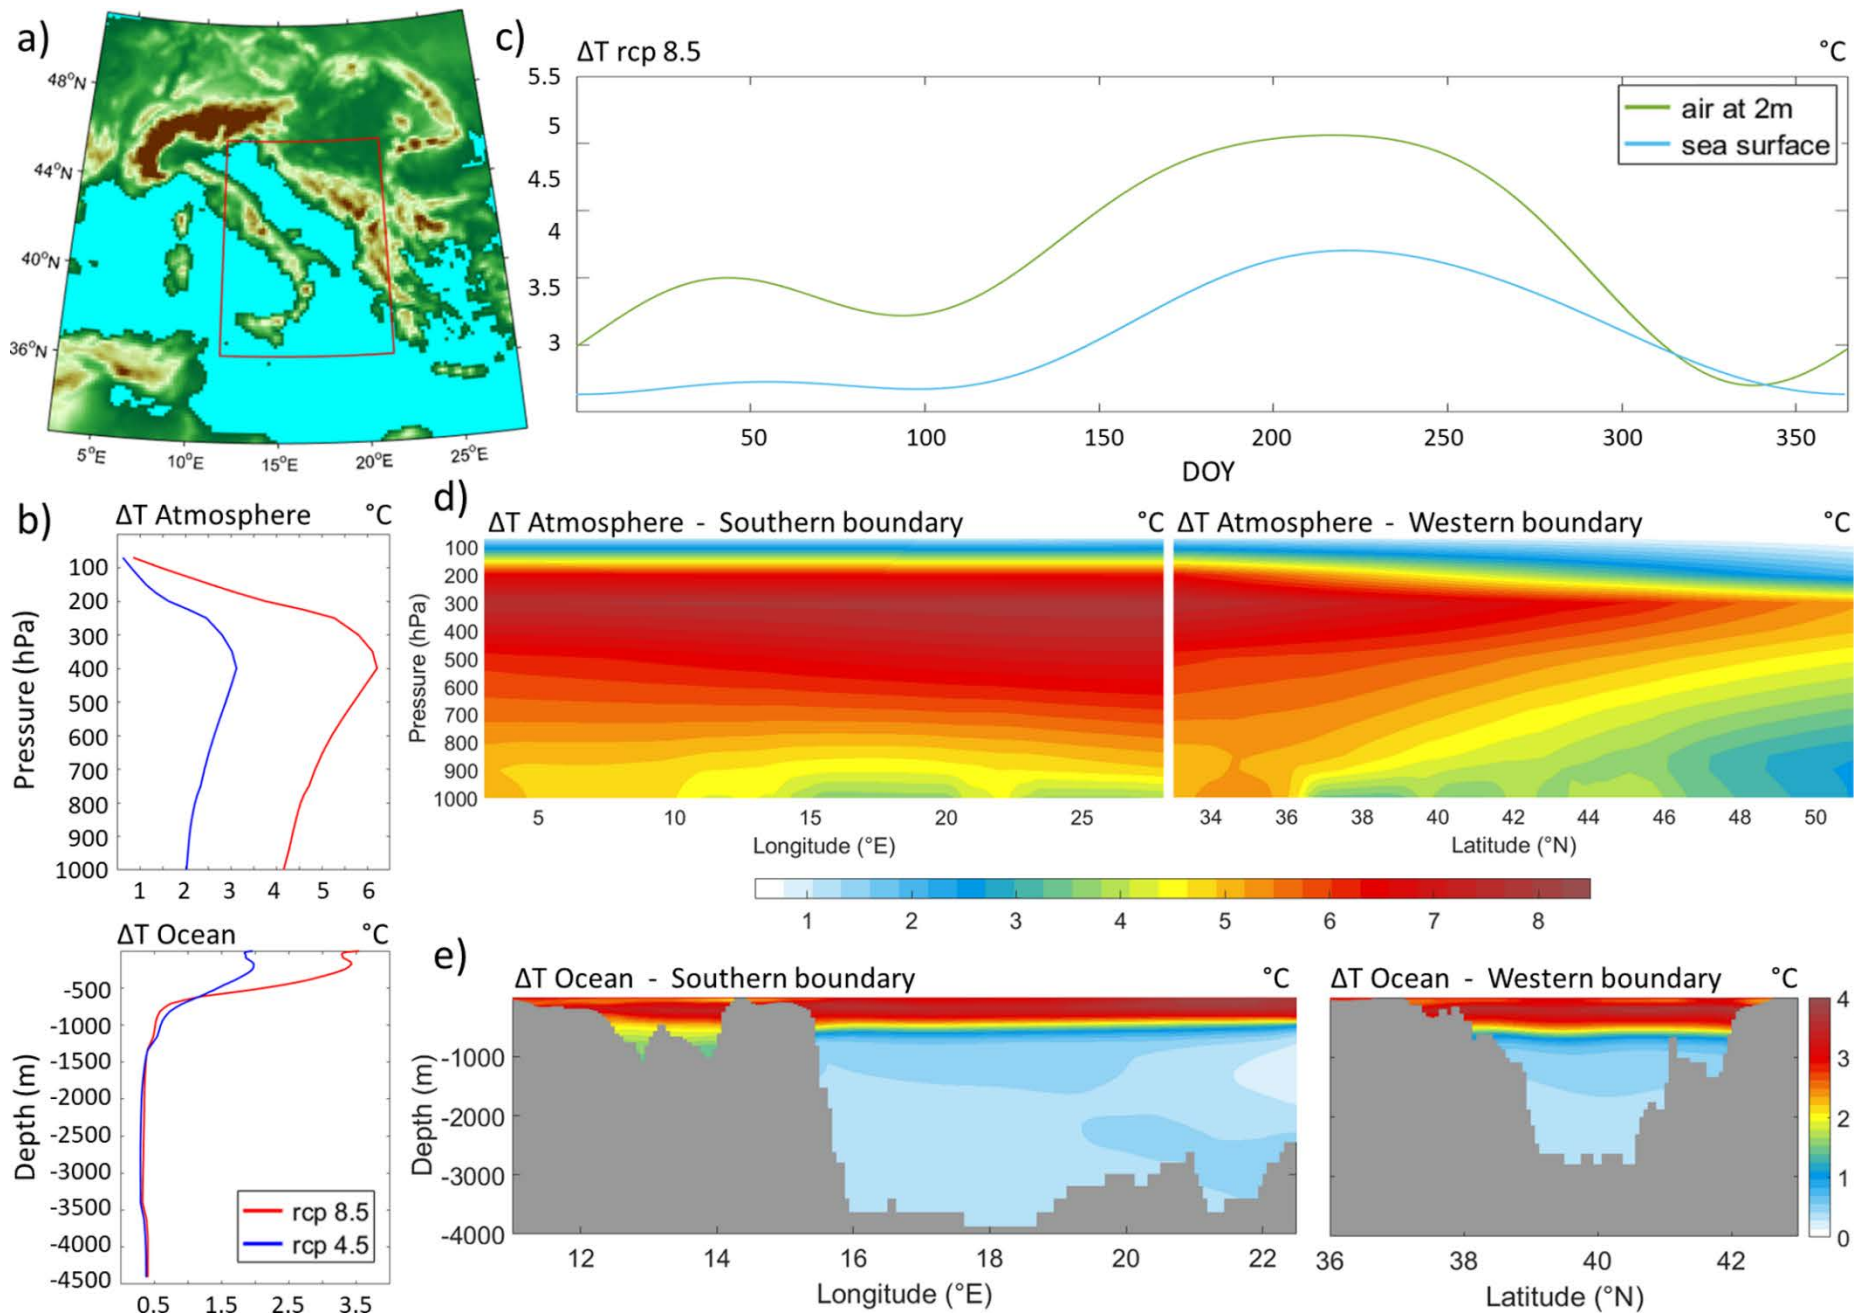 a)
48°N
44°N
40°N
36°N
5°E 10°E 15°E 20°E 25°E
c)
ΔT rcp 8.5 °C
5.5
5
4.5
4
3.5
3
air at 2m
sea surface
50 100 150 200 250 300 350
DOY
b)
ΔT Atmosphere °C
Pressure (hPa)
100
200
300
400
500
600
700
800
900
1000
1 2 3 4 5 6
ΔT Ocean °C
Depth (m)
-500
-1000
-1500
-2000
-2500
-3000
-3500
-4000
-4500
rcp 8.5
rcp 4.5
0.5 1.5 2.5 3.5
d)
ΔT Atmosphere - Southern boundary °C
Pressure (hPa)
100
200
300
400
500
600
700
800
900
1000
5 10 15 20 25
Longitude (°E)
ΔT Atmosphere - Western boundary °C
34 36 38 40 42 44 46 48 50
Latitude (°N)
1 2 3 4 5 6 7 8
e)
ΔT Ocean - Southern boundary °C
Depth (m)
-1000
-2000
-3000
-4000
12 14 16 18 20 22
Longitude (°E)
ΔT Ocean - Western boundary °C
36 38 40 42
Latitude (°N)
4
3
2
1
0